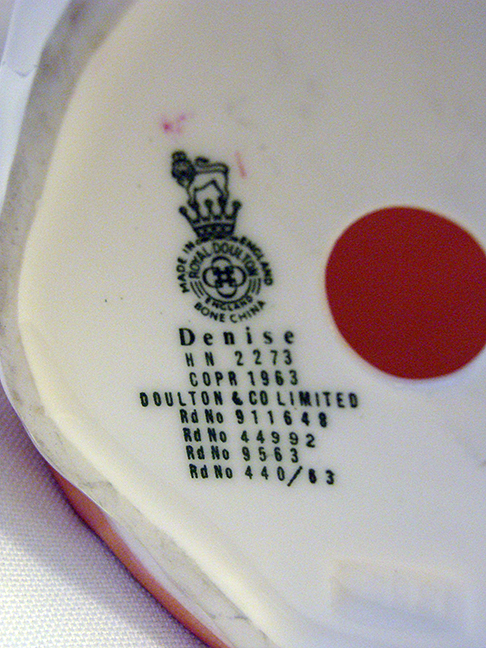 MADE IN ENGLAND
ROYAL DOULTON
ENGLAND
BONE CHINA
Denise
HN 2273
COPR 1963
DOULTON & CO LIMITED
Rd No 911648
Rd No 44992
Rd No 9563
Rd No 440/63